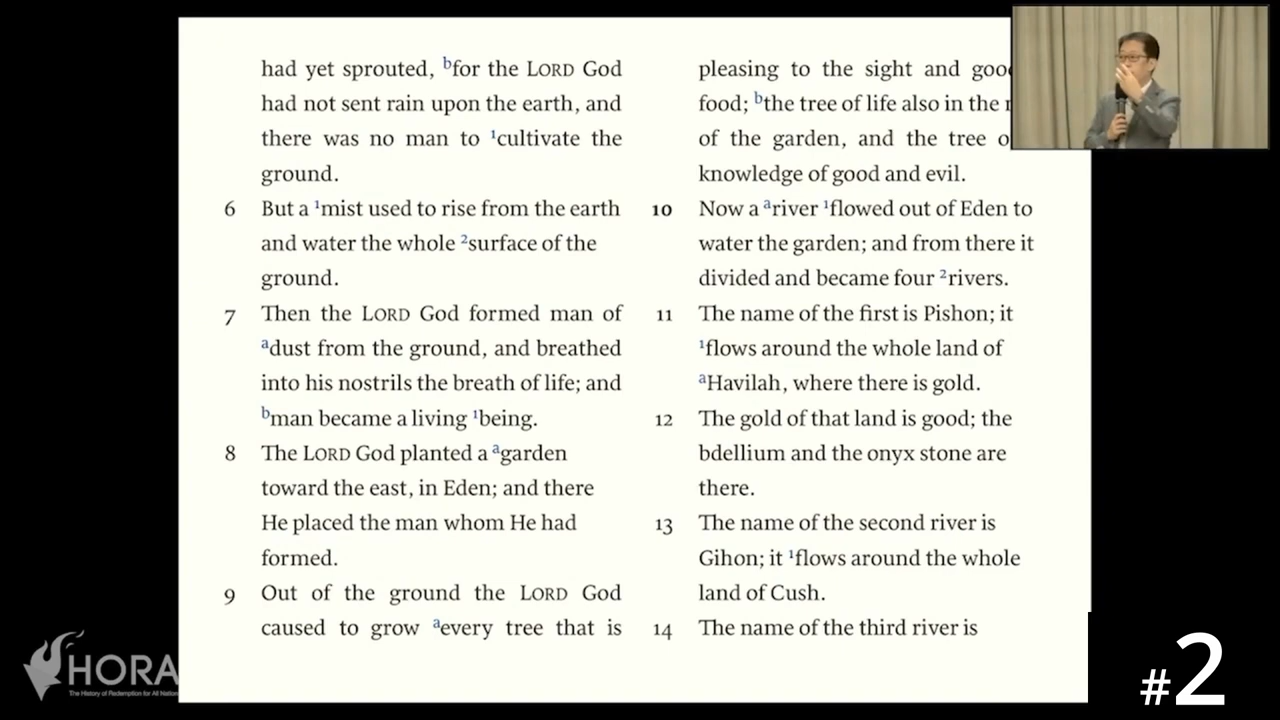 had yet sprouted, bfor the LORD God
had not sent rain upon the earth, and
there was no man to 1cultivate the
ground.
6 But a 1mist used to rise from the earth
and water the whole 2surface of the
ground.
7 Then the LORD God formed man of
adust from the ground, and breathed
into his nostrils the breath of life; and
bman became a living 1being.
8 The LORD God planted a agarden
toward the east, in Eden; and there
He placed the man whom He had
formed.
9 Out of the ground the LORD God
caused to grow aevery tree that is
pleasing to the sight and
food; bthe tree of life also in the
of the garden, and the tree
knowledge of good and evil.
10 Now a ariver 1flowed out of Eden to
water the garden; and from there it
divided and became four 2rivers.
11 The name of the first is Pishon; it
1flows around the whole land of
aHavilah, where there is gold.
12 The gold of that land is good; the
bdellium and the onyx stone are
there.
13 The name of the second river is
Gihon; it 1flows around the whole
land of Cush.
14 The name of the third river is
HORA
The History of Redemption for All
#2